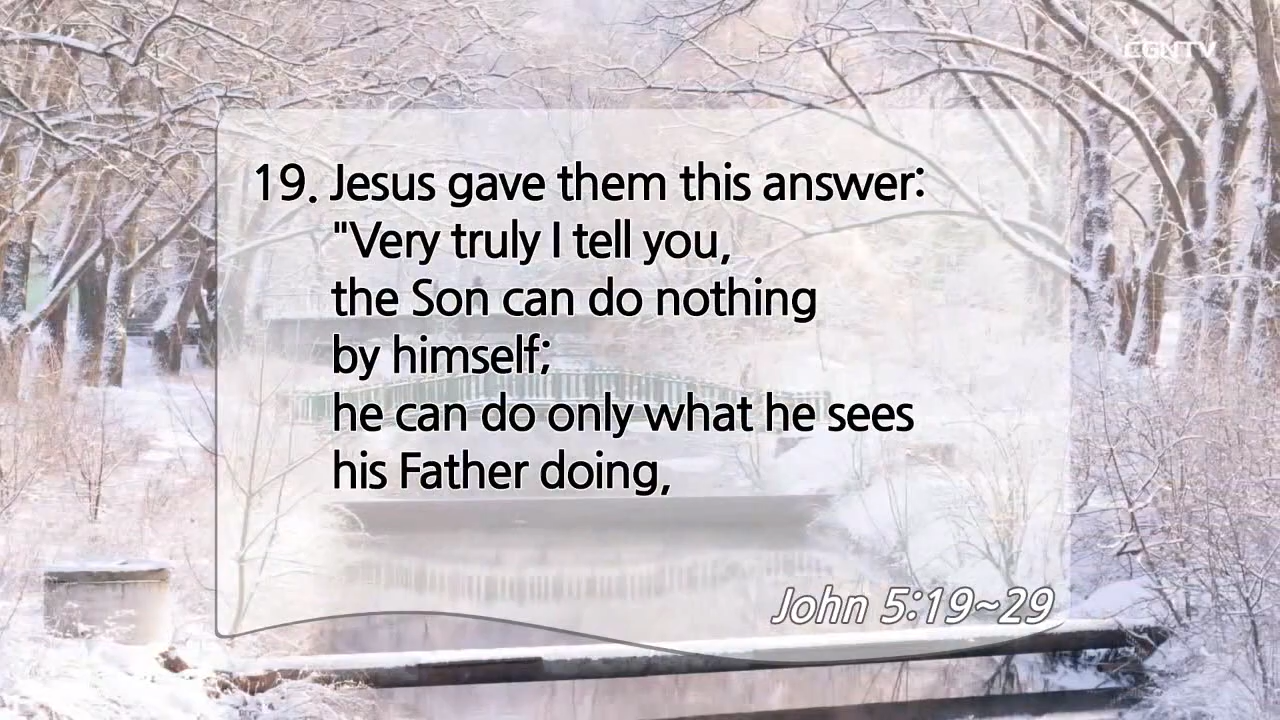 CGNTV
19. Jesus gave them this answer:
"Very truly I tell you,
the Son can do nothing
by himself;
he can do only what he sees
his Father doing,
John 5:19~29